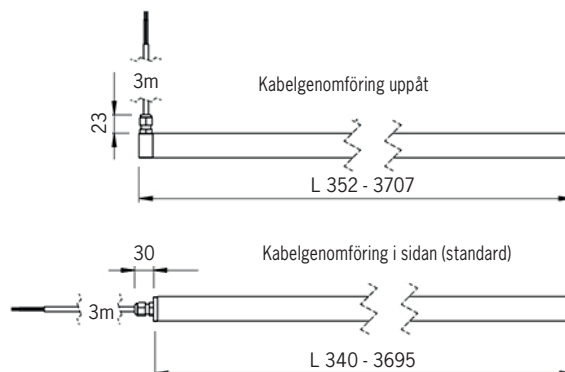 3m
Kabelgenomföring uppåt
23
L 352 - 3707
30
Kabelgenomföring i sidan (standard)
3m
L 340 - 3695